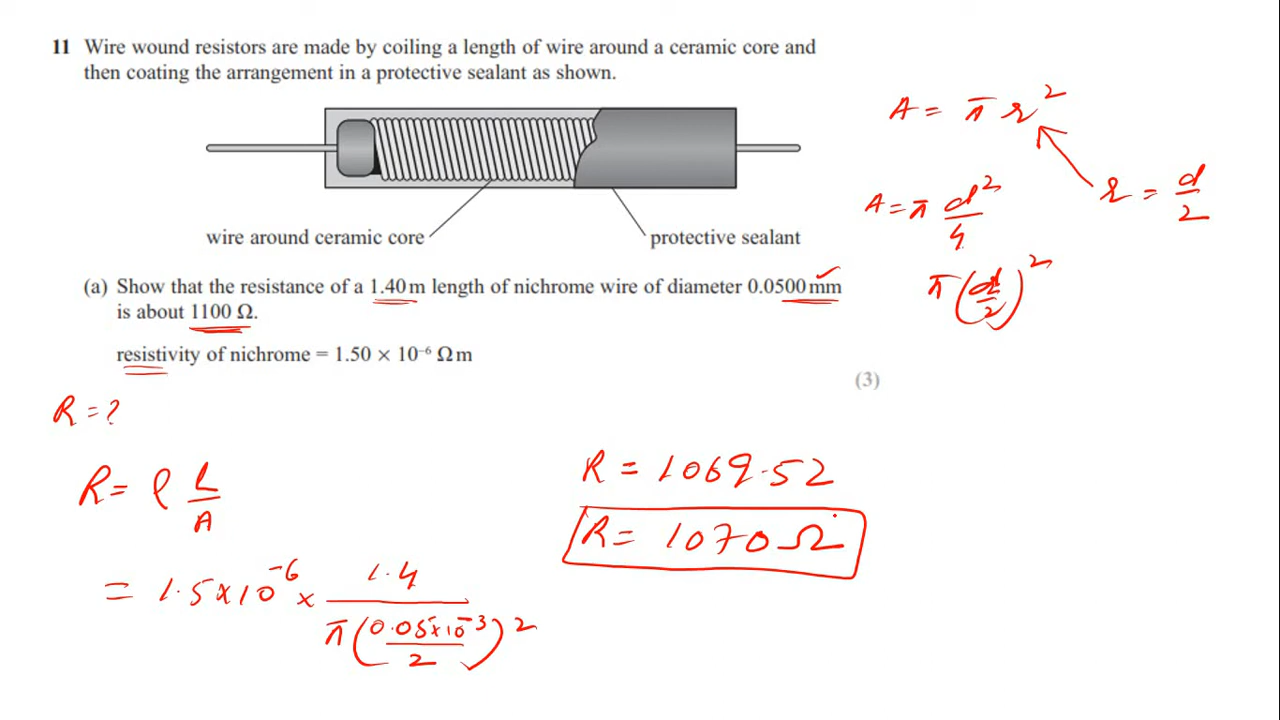 11 Wire wound resistors are made by coiling a length of wire around a ceramic core and
then coating the arrangement in a protective sealant as shown.
wire around ceramic core
protective sealant
A = π r²
r = d/2
A = π d²/4
π (d/2)²
(a) Show that the resistance of a 1.40 m length of nichrome wire of diameter 0.0500 mm
is about 1100 Ω.
resistivity of nichrome = 1.50 × 10⁻⁶ Ω m
(3)
R = ?
R = ρ L/A
= 1.5 × 10⁻⁶ × 1.4/π(0.05×10⁻³/2)²
R = 1069.52
R = 1070 Ω